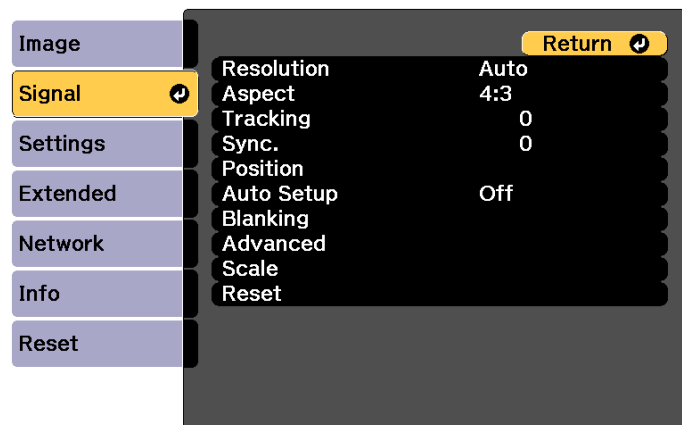 Image
Signal
Settings
Extended
Network
Info
Reset
Return
Resolution Auto
Aspect 4:3
Tracking 0
Sync. 0
Position
Auto Setup Off
Blanking
Advanced
Scale
Reset